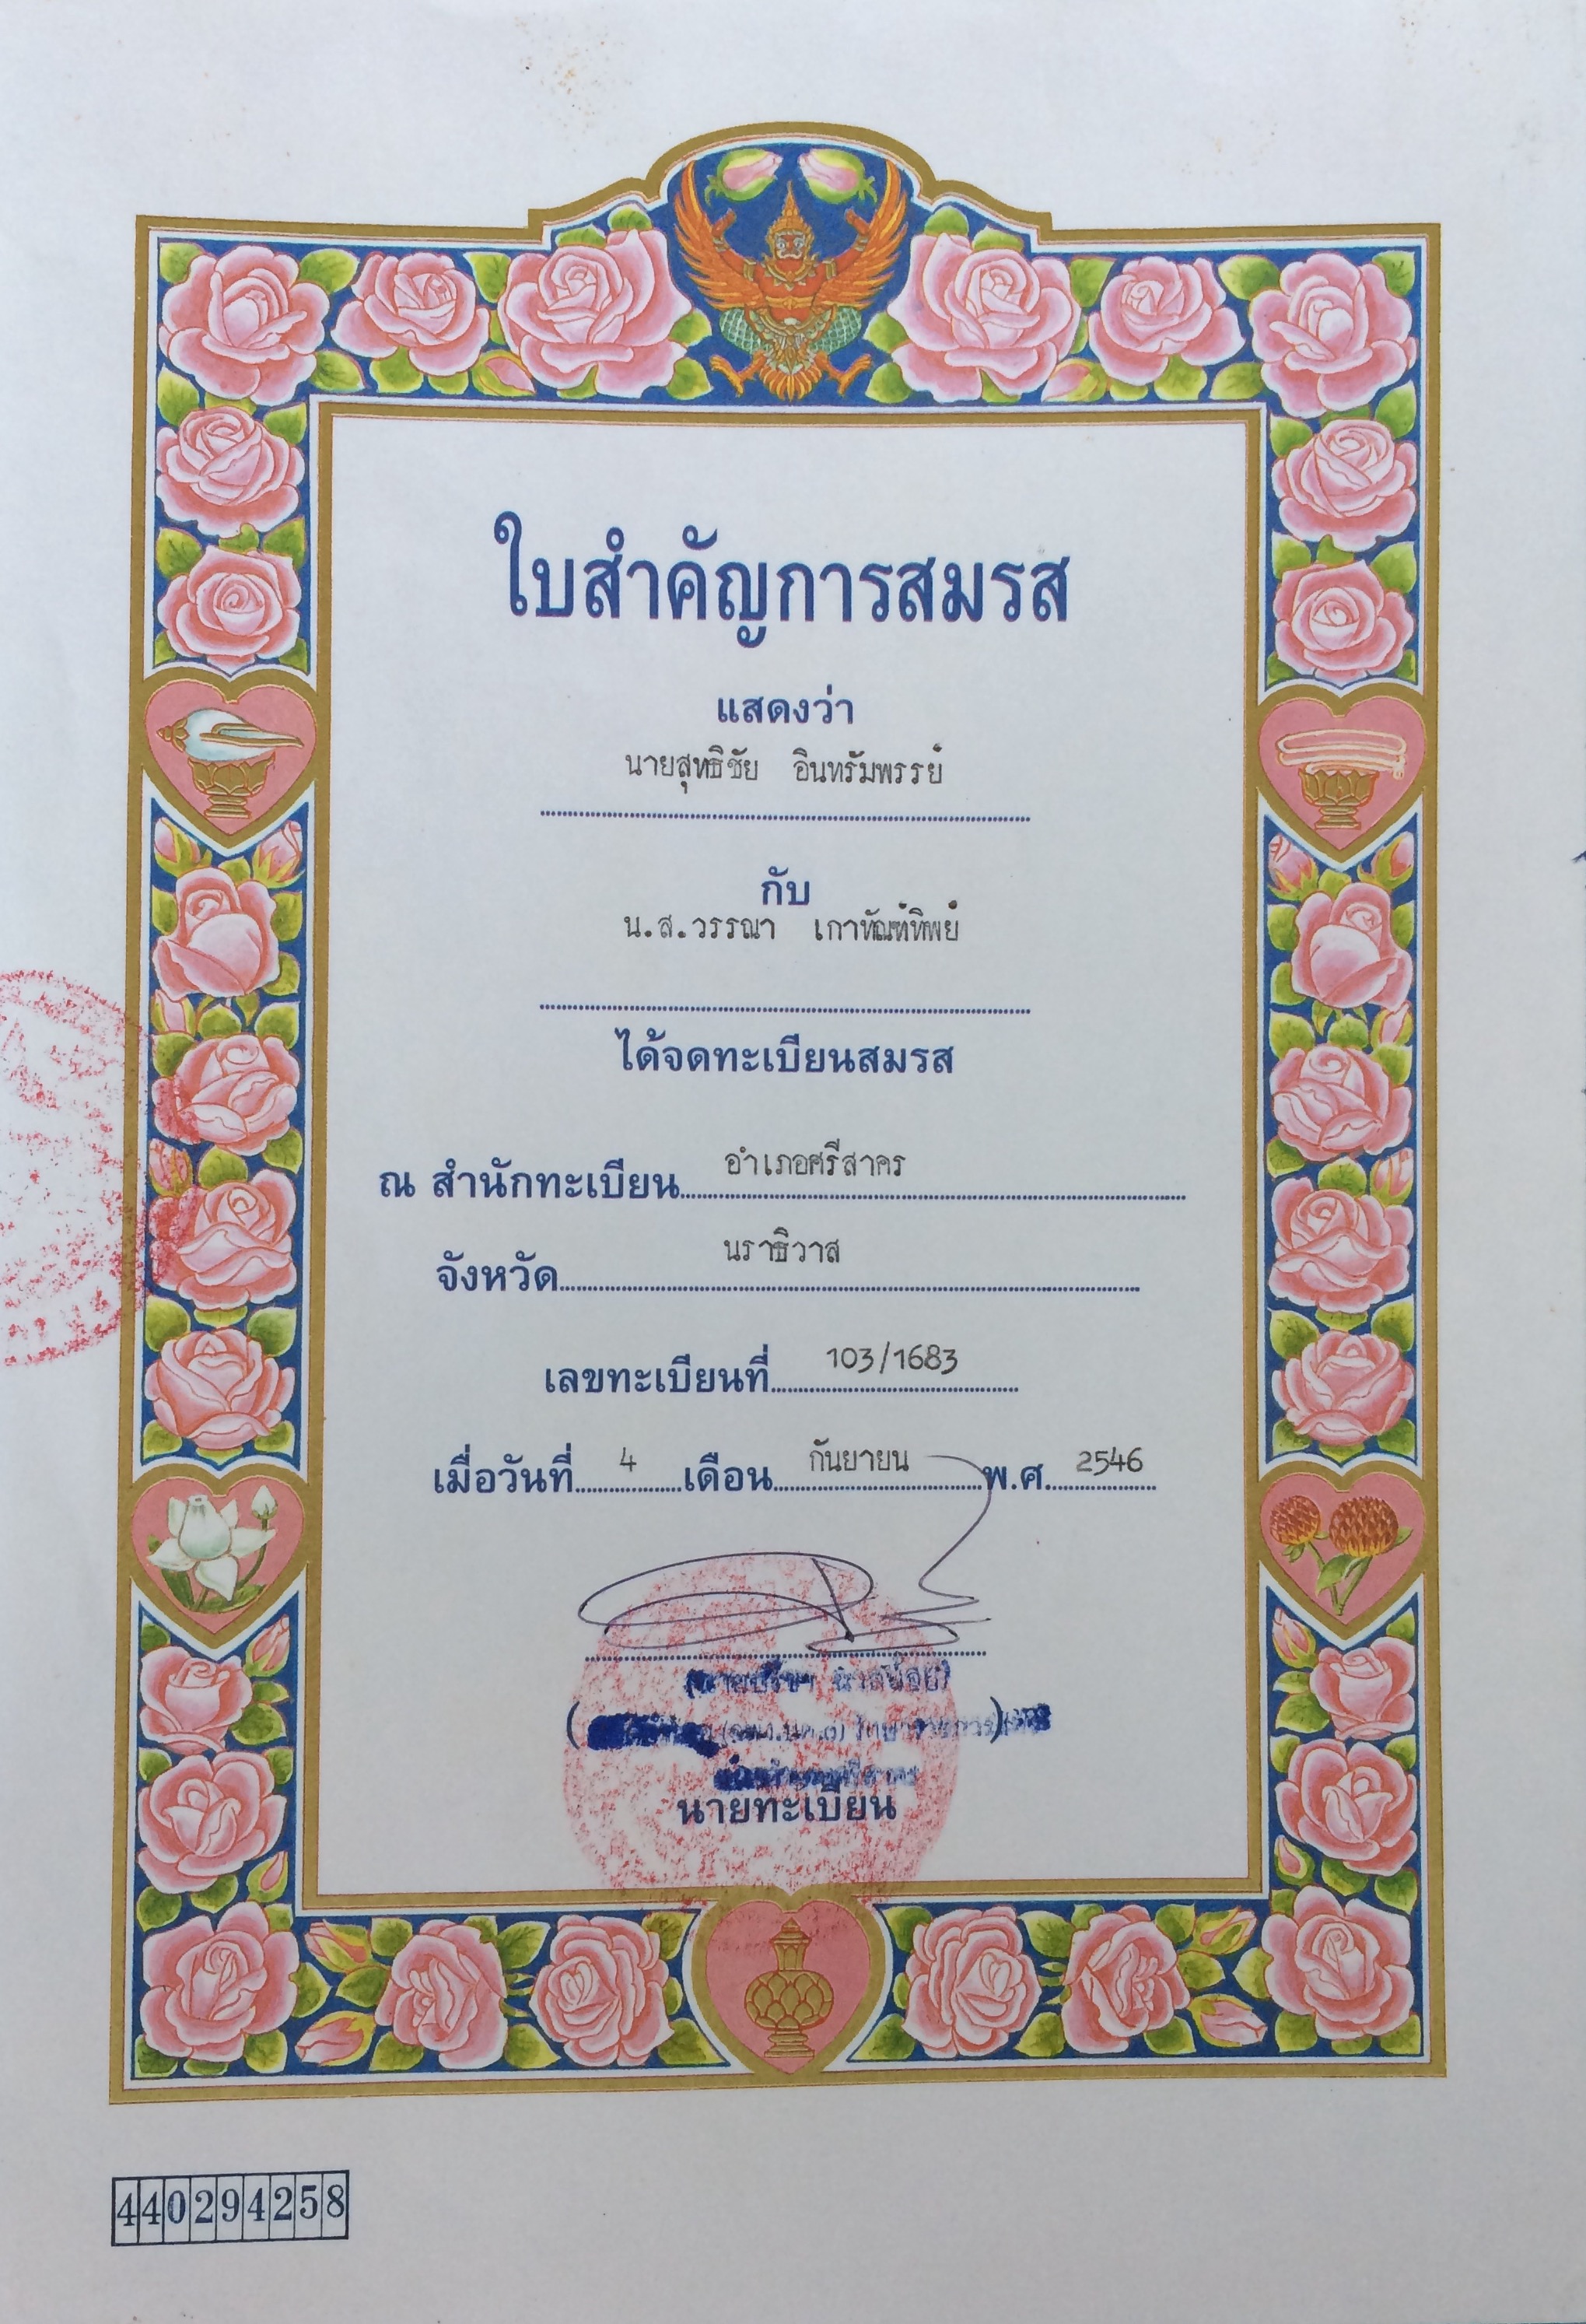 ใบสำคัญการสมรส
แสดงว่า
นายสุทธิชัย อินทรัมพรรย์
กับ
น.ส.วรรณา เกาทัณฑ์ทิพย์
ได้จดทะเบียนสมรส
ณ สำนักทะเบียน อำเภอศรีสาคร
จังหวัด นราธิวาส
เลขทะเบียนที่ 103/1683
เมื่อวันที่ 4 เดือน กันยายน พ.ศ. 2546
นายทะเบียน
440294258